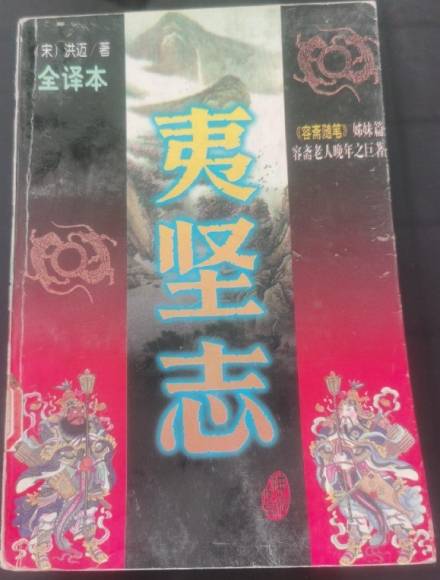 （宋）洪迈/著
全译本
夷坚志
《容斋随笔》姊妹篇
容斋老人晚年之巨著